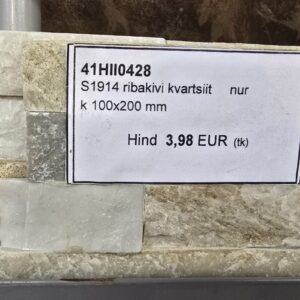 41HII0428
S1914 ribakivi kvartsiit nur
k 100x200 mm
Hind 3,98 EUR (tk)